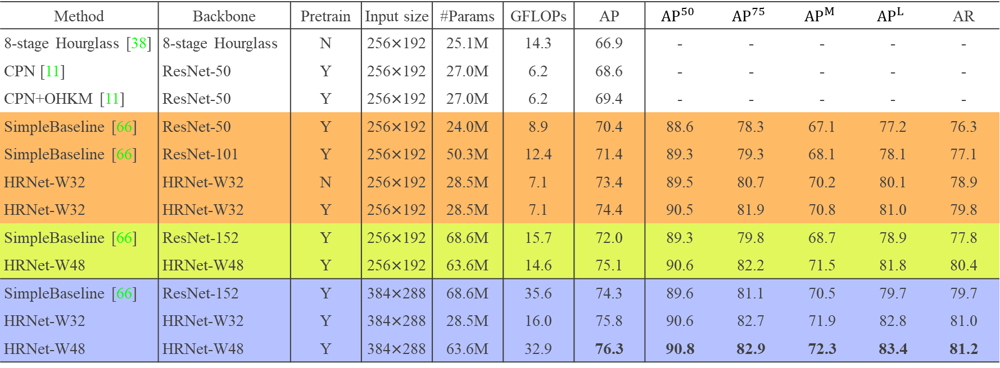 Method Backbone Pretrain Input size #Params GFLOPs AP AP^50 AP^75 AP^M AP^L AR
8-stage Hourglass [38] 8-stage Hourglass N 256×192 25.1M 14.3 66.9 - - - - -
CPN [11] ResNet-50 Y 256×192 27.0M 6.2 68.6 - - - - -
CPN+OHKM [11] ResNet-50 Y 256×192 27.0M 6.2 69.4 - - - - -
SimpleBaseline [66] ResNet-50 Y 256×192 24.0M 8.9 70.4 88.6 78.3 67.1 77.2 76.3
SimpleBaseline [66] ResNet-101 Y 256×192 50.3M 12.4 71.4 89.3 79.3 68.1 78.1 77.1
HRNet-W32 HRNet-W32 N 256×192 28.5M 7.1 73.4 89.5 80.7 70.2 80.1 78.9
HRNet-W32 HRNet-W32 Y 256×192 28.5M 7.1 74.4 90.5 81.9 70.8 81.0 79.8
SimpleBaseline [66] ResNet-152 Y 256×192 68.6M 15.7 72.0 89.3 79.8 68.7 78.9 77.8
HRNet-W48 HRNet-W48 Y 256×192 63.6M 14.6 75.1 90.6 82.2 71.5 81.8 80.4
SimpleBaseline [66] ResNet-152 Y 384×288 68.6M 35.6 74.3 89.6 81.1 70.5 79.7 79.7
HRNet-W32 HRNet-W32 Y 384×288 28.5M 16.0 75.8 90.6 82.7 71.9 82.8 81.0
HRNet-W48 HRNet-W48 Y 384×288 63.6M 32.9 76.3 90.8 82.9 72.3 83.4 81.2